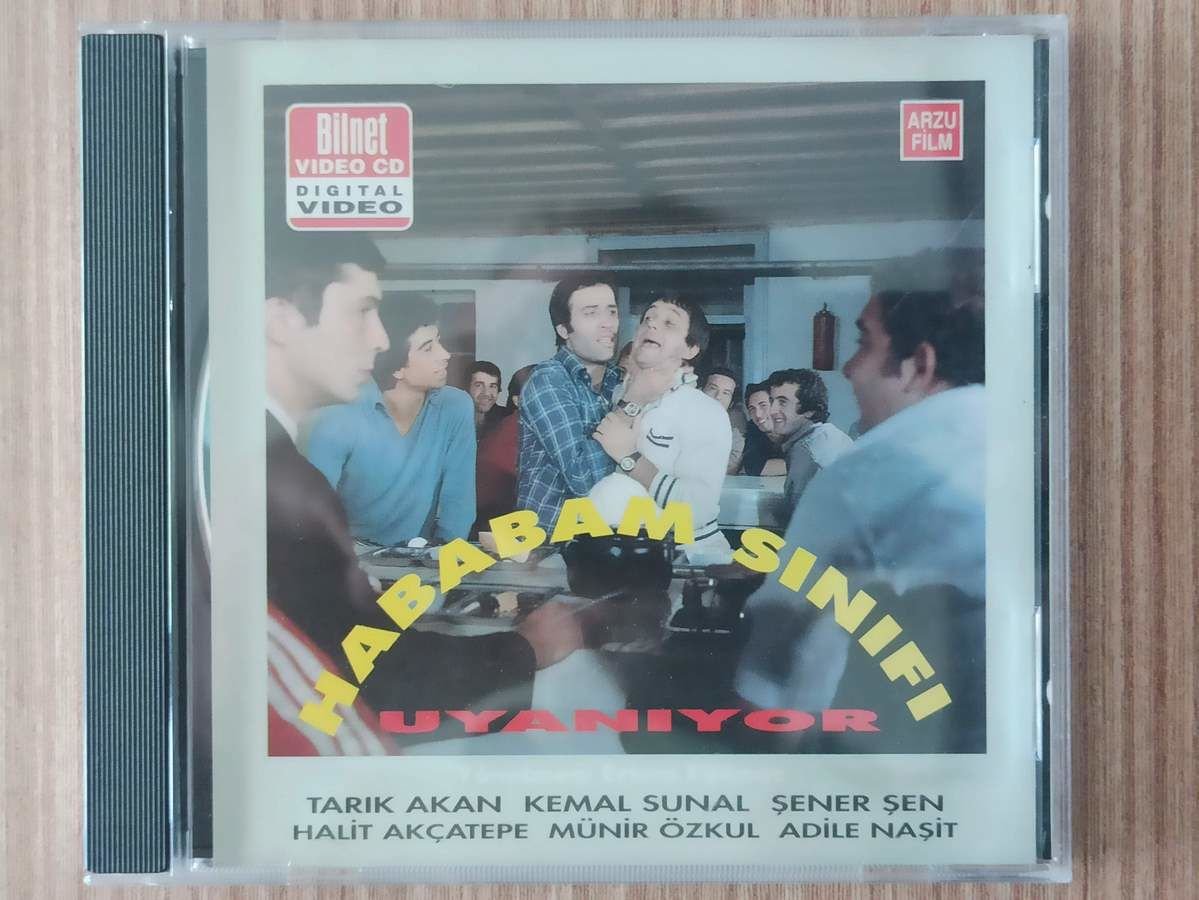 Bilnet
VIDEO CD
DIGITAL
VIDEO
ARZU
FİLM
HABABAM SINIFI
UYANIYOR
TARIK AKAN KEMAL SUNAL ŞENER ŞEN
HALİT AKÇATEPE MÜNİR ÖZKUL ADİLE NAŞİT